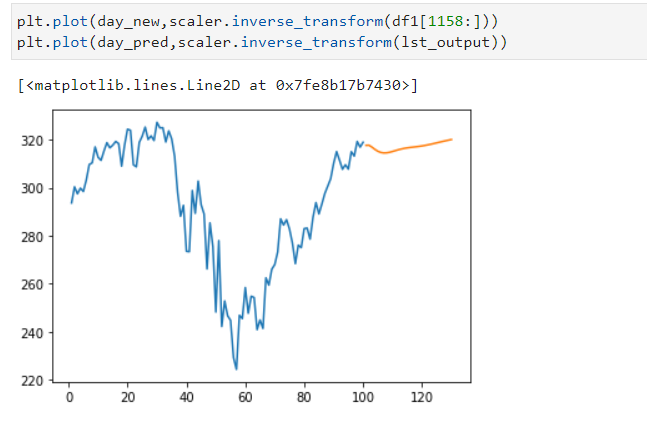 plt.plot(day_new,scaler.inverse_transform(df1[1158:]))
plt.plot(day_pred,scaler.inverse_transform(lst_output))
[<matplotlib.lines.Line2D at 0x7fe8b17b7430>]
320
300
280
260
240
220
0 20 40 60 80 100 120